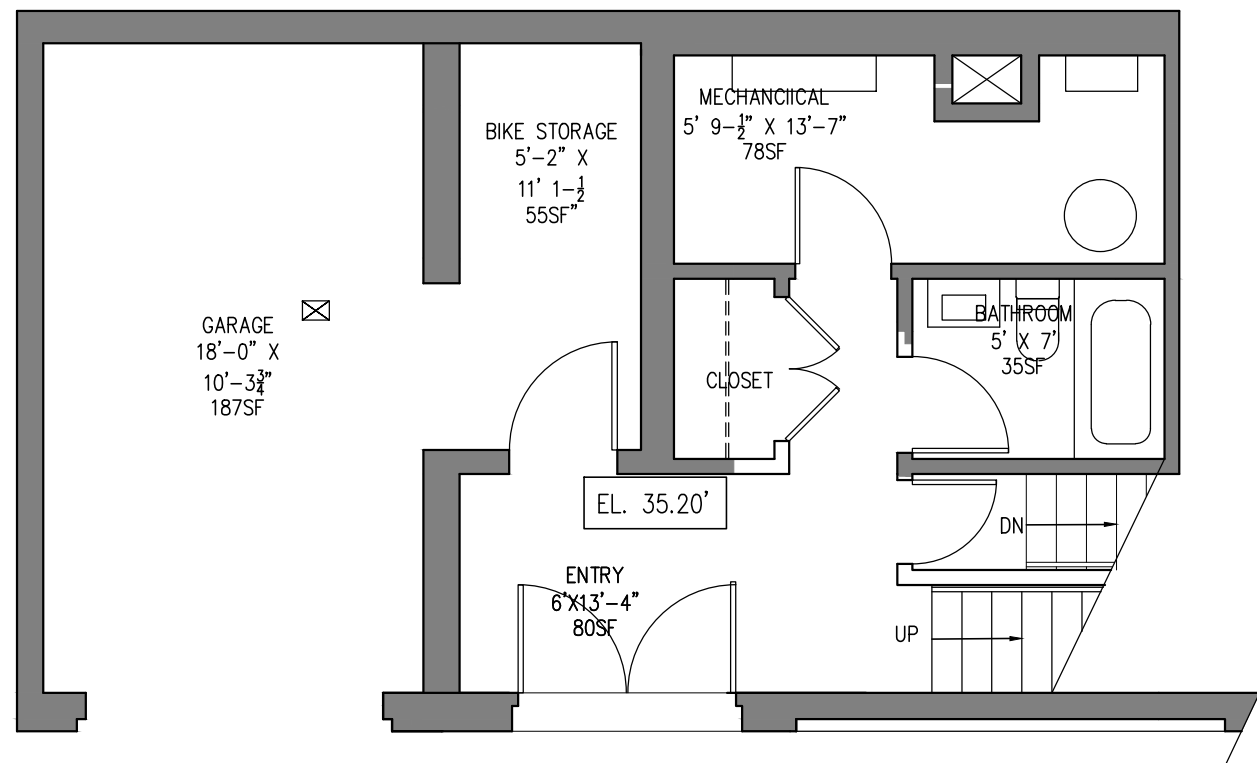 MECHANCIICAL
5' 9-½" X 13'-7"
78SF
BIKE STORAGE
5'-2" X
11' 1-½
55SF"
GARAGE
18'-0" X
10'-3¾"
187SF
CLOSET
BATHROOM
5' X 7'
35SF
EL. 35.20'
DN
ENTRY
6'X13'-4"
80SF
UP